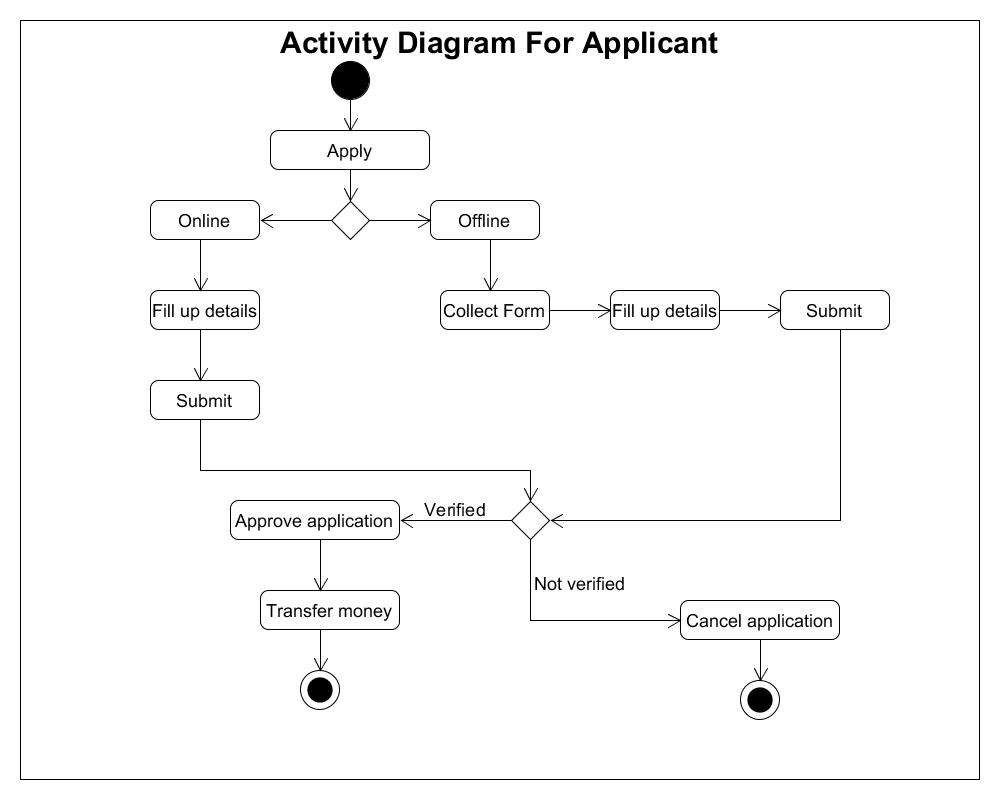 Activity Diagram For Applicant
Apply
Online
Offline
Fill up details
Collect Form
Fill up details
Submit
Submit
Verified
Approve application
Not verified
Transfer money
Cancel application